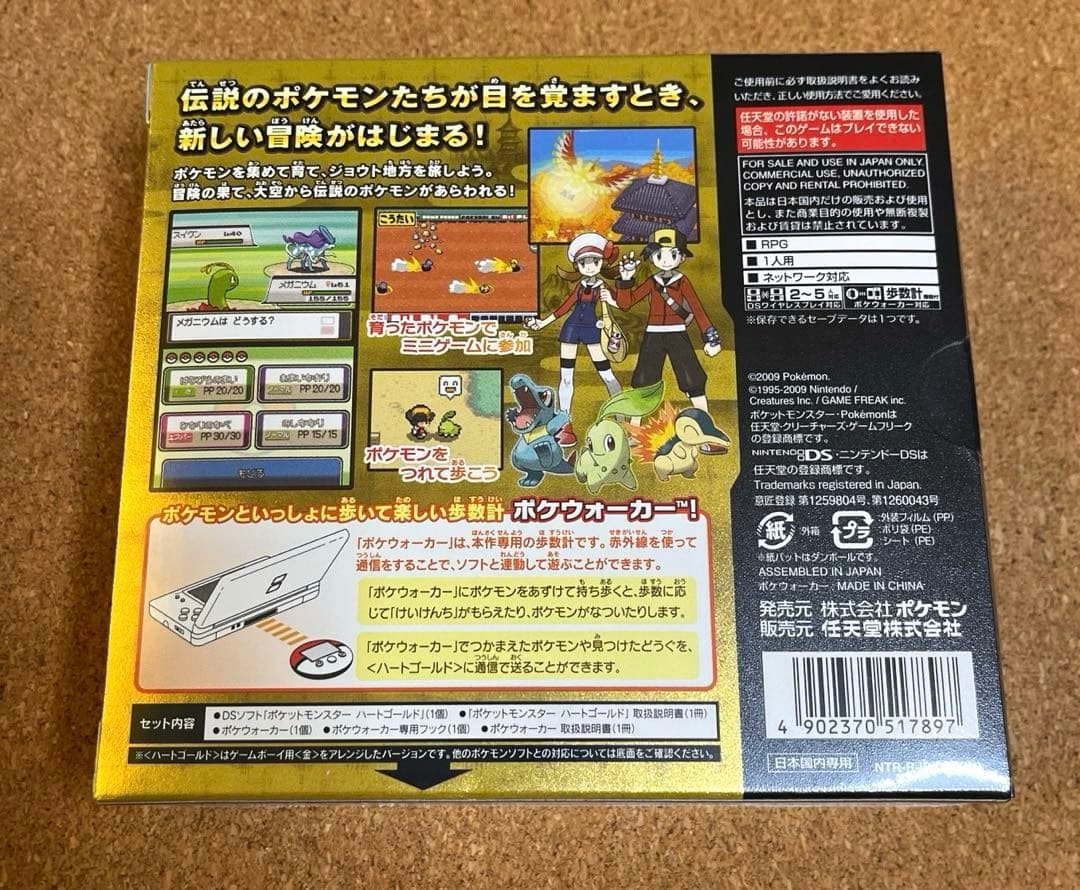 伝説のポケモンたちが目を覚ますとき、
新しい冒険がはじまる！
ポケモンを集めて育て、ジョウト地方を旅しよう。
冒険の果て、大空から伝説のポケモンがあらわれる！
スイクン Lv40
メガニウム Lv51
155/155
メガニウムは どうする?
PP 20/20
ノーマル PP 20/20
エスパー PP 30/30
ノーマル PP 15/15
もどる
こうたい
育ったポケモンで
ミニゲームに参加
ポケモンを
つれて歩こう
ポケモンといっしょに歩いて楽しい歩数計 ポケウォーカー™!
「ポケウォーカー」は、本作専用の歩数計です。赤外線を使って
通信をすることで、ソフトと連動して遊ぶことができます。
「ポケウォーカー」にポケモンをあずけて持ち歩くと、歩数に応
じて「けいけんち」がもらえたり、ポケモンがなついたりします。
「ポケウォーカー」でつかまえたポケモンや見つけたどうぐを、
＜ハートゴールド＞に通信で送ることができます。
セット内容
●DSソフト「ポケットモンスター ハートゴールド」(1個) ●「ポケットモンスター ハートゴールド」取扱説明書(1冊)
●ポケウォーカー(1個) ●ポケウォーカー専用フック(1個) ●ポケウォーカー 取扱説明書(1冊)
※＜ハートゴールド＞はゲームボーイ用＜金＞をアレンジしたバージョンです。他のポケモンソフトとの対応については底面をご確認ください。
ご使用前に必ず取扱説明書をよくお読み
いただき、正しい使用方法でご愛用ください。
任天堂の許諾がない装置を使用した
場合、このゲームはプレイできない
可能性があります。
FOR SALE AND USE IN JAPAN ONLY.
COMMERCIAL USE, UNAUTHORIZED
COPY AND RENTAL PROHIBITED.
本品は日本国内だけの販売および使用
とし、また商業目的の使用や無断複製
および賃貸は禁止されています。
■RPG
■1人用
■ネットワーク対応
2〜5人対応
DSワイヤレスプレイ対応
歩数計
ポケウォーカー対応
※保存できるセーブデータは1つです。
©2009 Pokémon.
©1995-2009 Nintendo /
Creatures Inc. / GAME FREAK inc.
ポケットモンスター・Pokémonは
任天堂・クリーチャーズ・ゲームフリーク
の登録商標です。
NINTENDO DS・ニンテンドーDSは
任天堂の登録商標です。
Trademarks registered in Japan.
意匠登録 第1259804号、第1260043号
紙 :外箱
プラ :外装フィルム (PP)
:ポリ袋 (PE)
:シート (PE)
※紙パットはダンボールです。
ASSEMBLED IN JAPAN
ポケウォーカー : MADE IN CHINA
発売元 株式会社ポケモン
販売元 任天堂株式会社
4 902370 517897
日本国内専用